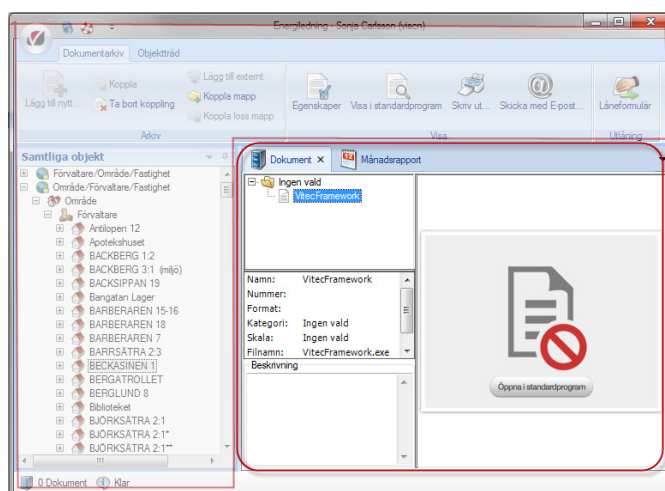 Energiledning - Sonja Carlsson (viscn)
Dokumentarkiv Objektträd
Lägg till nytt...
Koppla
Ta bort koppling
Lägg till externt
Koppla mapp
Koppla loss mapp
Egenskaper Visa i standardprogram Skriv ut... Skicka med E-post...
Låneformulär
Arkiv Visa Utlåning
Samtliga objekt
Förvaltare/Område/Fastighet
Område/Förvaltare/Fastighet
Område
Förvaltare
Antilopen 12
Apotekshuset
BACKBERG 1:2
BACKBERG 3:1 (miljö)
BACKSIPPAN 19
Bangatan Lager
BARBERAREN 15-16
BARBERAREN 18
BARBERAREN 7
BARRSÄTRA 2:3
BECKASINEN 1
BERGATROLLET
BERGLUND 8
Biblioteket
BJÖRKSÄTRA 2:1
BJÖRKSÄTRA 2:1*
BJÖRKSÄTRA 2:1**
Dokument Månadsrapport
Ingen vald
VitecFramework
Namn: VitecFramework
Nummer:
Format:
Kategori: Ingen vald
Skala: Ingen vald
Filnamn: VitecFramework.exe
Beskrivning
Öppna i standardprogram
0 Dokument Klar